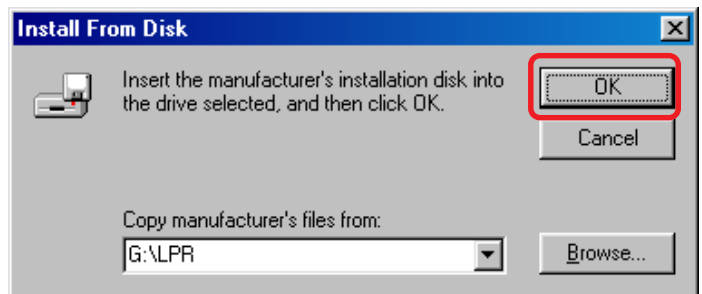 Install From Disk
Insert the manufacturer's installation disk into
the drive selected, and then click OK.
OK
Cancel
Copy manufacturer's files from:
G:\LPR
Browse...